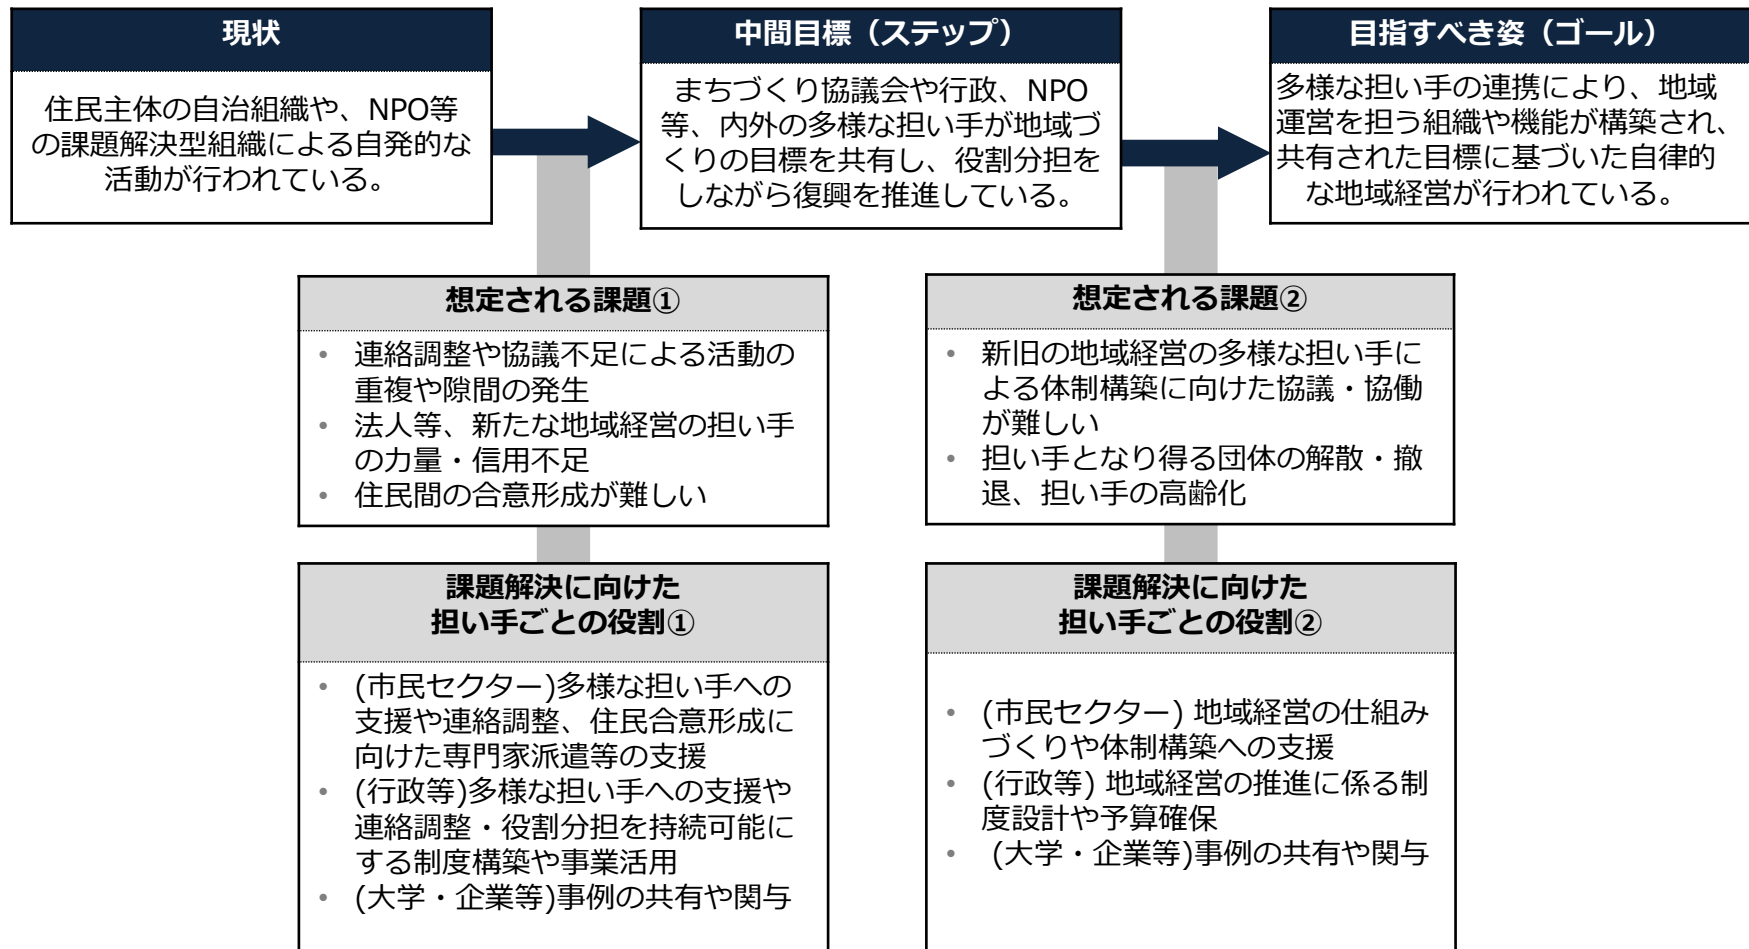 現状
住民主体の自治組織や、NPO等
の課題解決型組織による自発的な
活動が行われている。
中間目標（ステップ）
まちづくり協議会や行政、NPO
等、内外の多様な担い手が地域づ
くりの目標を共有し、役割分担を
しながら復興を推進している。
目指すべき姿（ゴール）
多様な担い手の連携により、地域
運営を担う組織や機能が構築され、
共有された目標に基づいた自律的
な地域経営が行われている。
想定される課題①
• 連絡調整や協議不足による活動の
重複や隙間の発生
• 法人等、新たな地域経営の担い手
の力量・信用不足
• 住民間の合意形成が難しい
想定される課題②
• 新旧の地域経営の多様な担い手に
よる体制構築に向けた協議・協働
が難しい
• 担い手となり得る団体の解散・撤
退、担い手の高齢化
課題解決に向けた
担い手ごとの役割①
• (市民セクター)多様な担い手への
支援や連絡調整、住民合意形成に
向けた専門家派遣等の支援
• (行政等)多様な担い手への支援や
連絡調整・役割分担を持続可能に
する制度構築や事業活用
• (大学・企業等)事例の共有や関与
課題解決に向けた
担い手ごとの役割②
• (市民セクター) 地域経営の仕組み
づくりや体制構築への支援
• (行政等) 地域経営の推進に係る制
度設計や予算確保
• (大学・企業等)事例の共有や関与